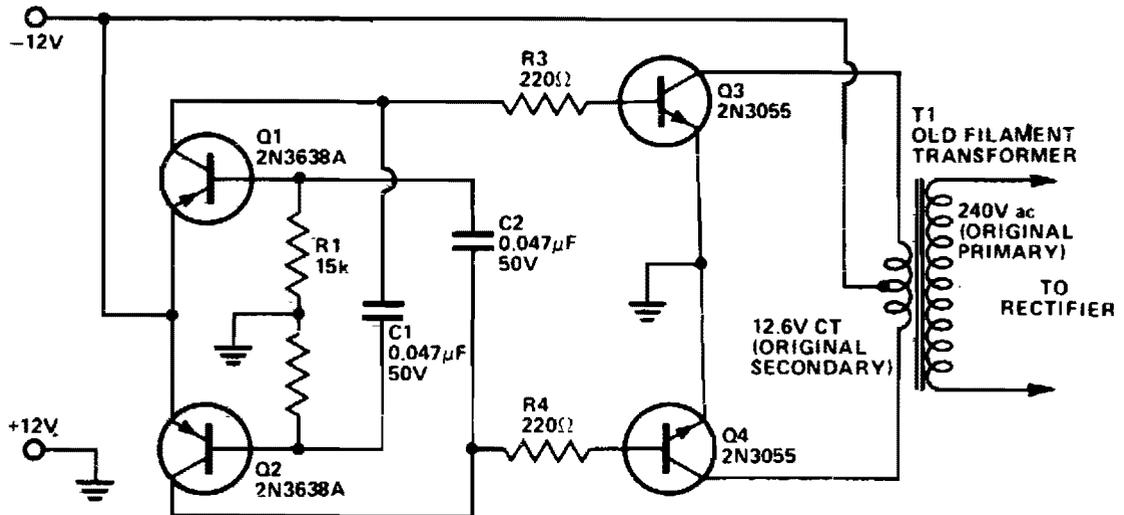 −12V
R3
220Ω
Q3
2N3055
T1
OLD FILAMENT
TRANSFORMER
Q1
2N3638A
240V ac
(ORIGINAL
PRIMARY)
C2
0.047µF
50V
R1
15k
TO
RECTIFIER
C1
0.047µF
50V
12.6V CT
(ORIGINAL
SECONDARY)
R4
220Ω
+12V
Q4
2N3055
Q2
2N3638A